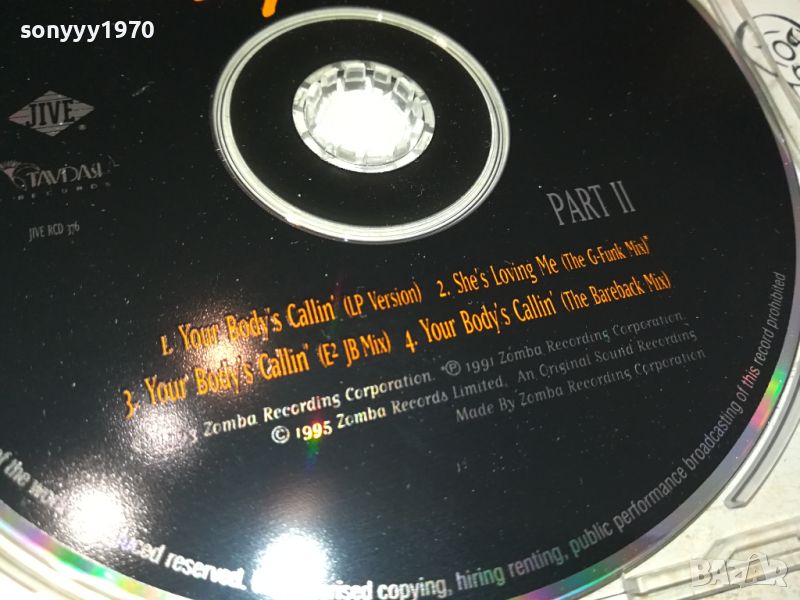 sonyyy1970
JIVE
RECORDS
JIVE RCD 376
PART II
1. Your Body's Callin' (LP Version) 2. She's Loving Me (The G-Funk Mix)*
3. Your Body's Callin' (E² JB Mix) 4. Your Body's Callin' (The Bareback Mix)
Zomba Recording Corporation. *℗ 1991 Zomba Recording Corporation.
© 1995 Zomba Records Limited. An Original Sound Recording
Made By Zomba Recording Corporation
reserved. copying, hiring renting, public performance broadcasting of this record prohibited
BAZAR